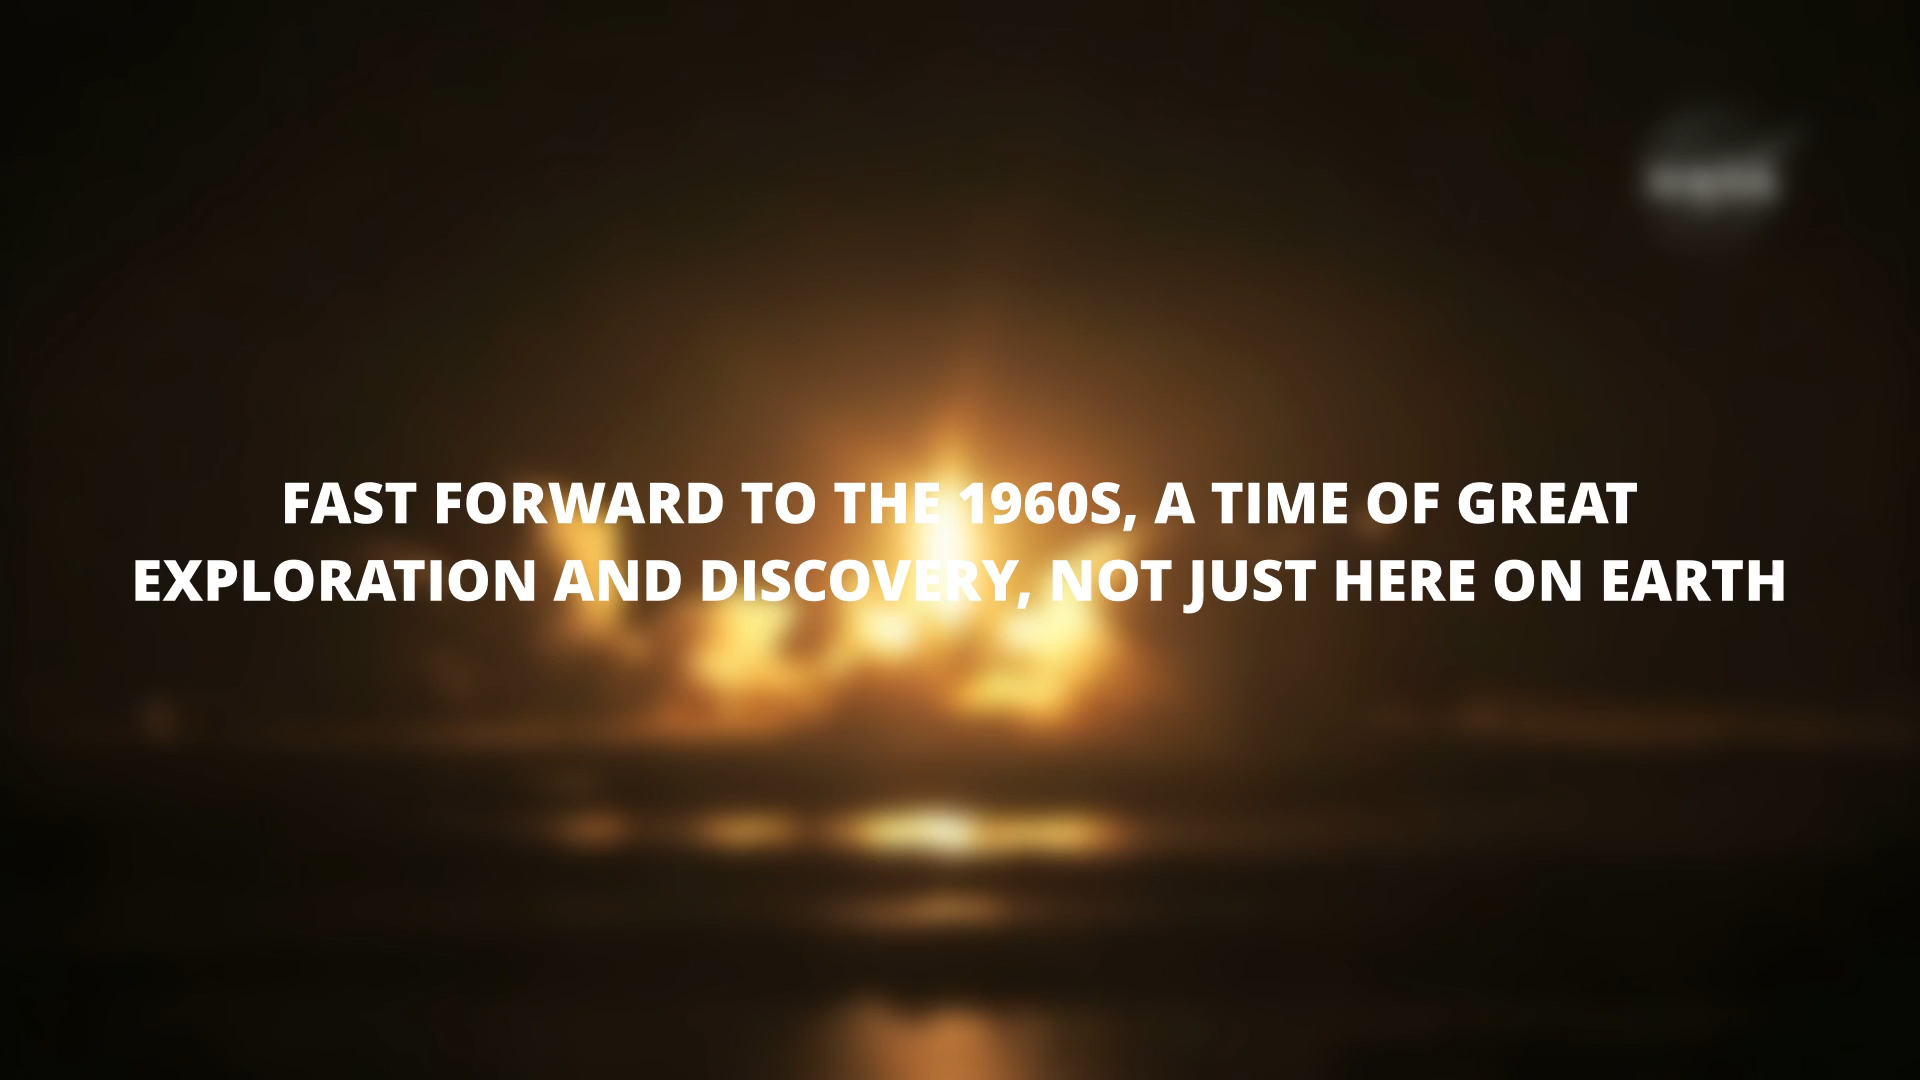 FAST FORWARD TO THE 1960S, A TIME OF GREAT
EXPLORATION AND DISCOVERY, NOT JUST HERE ON EARTH